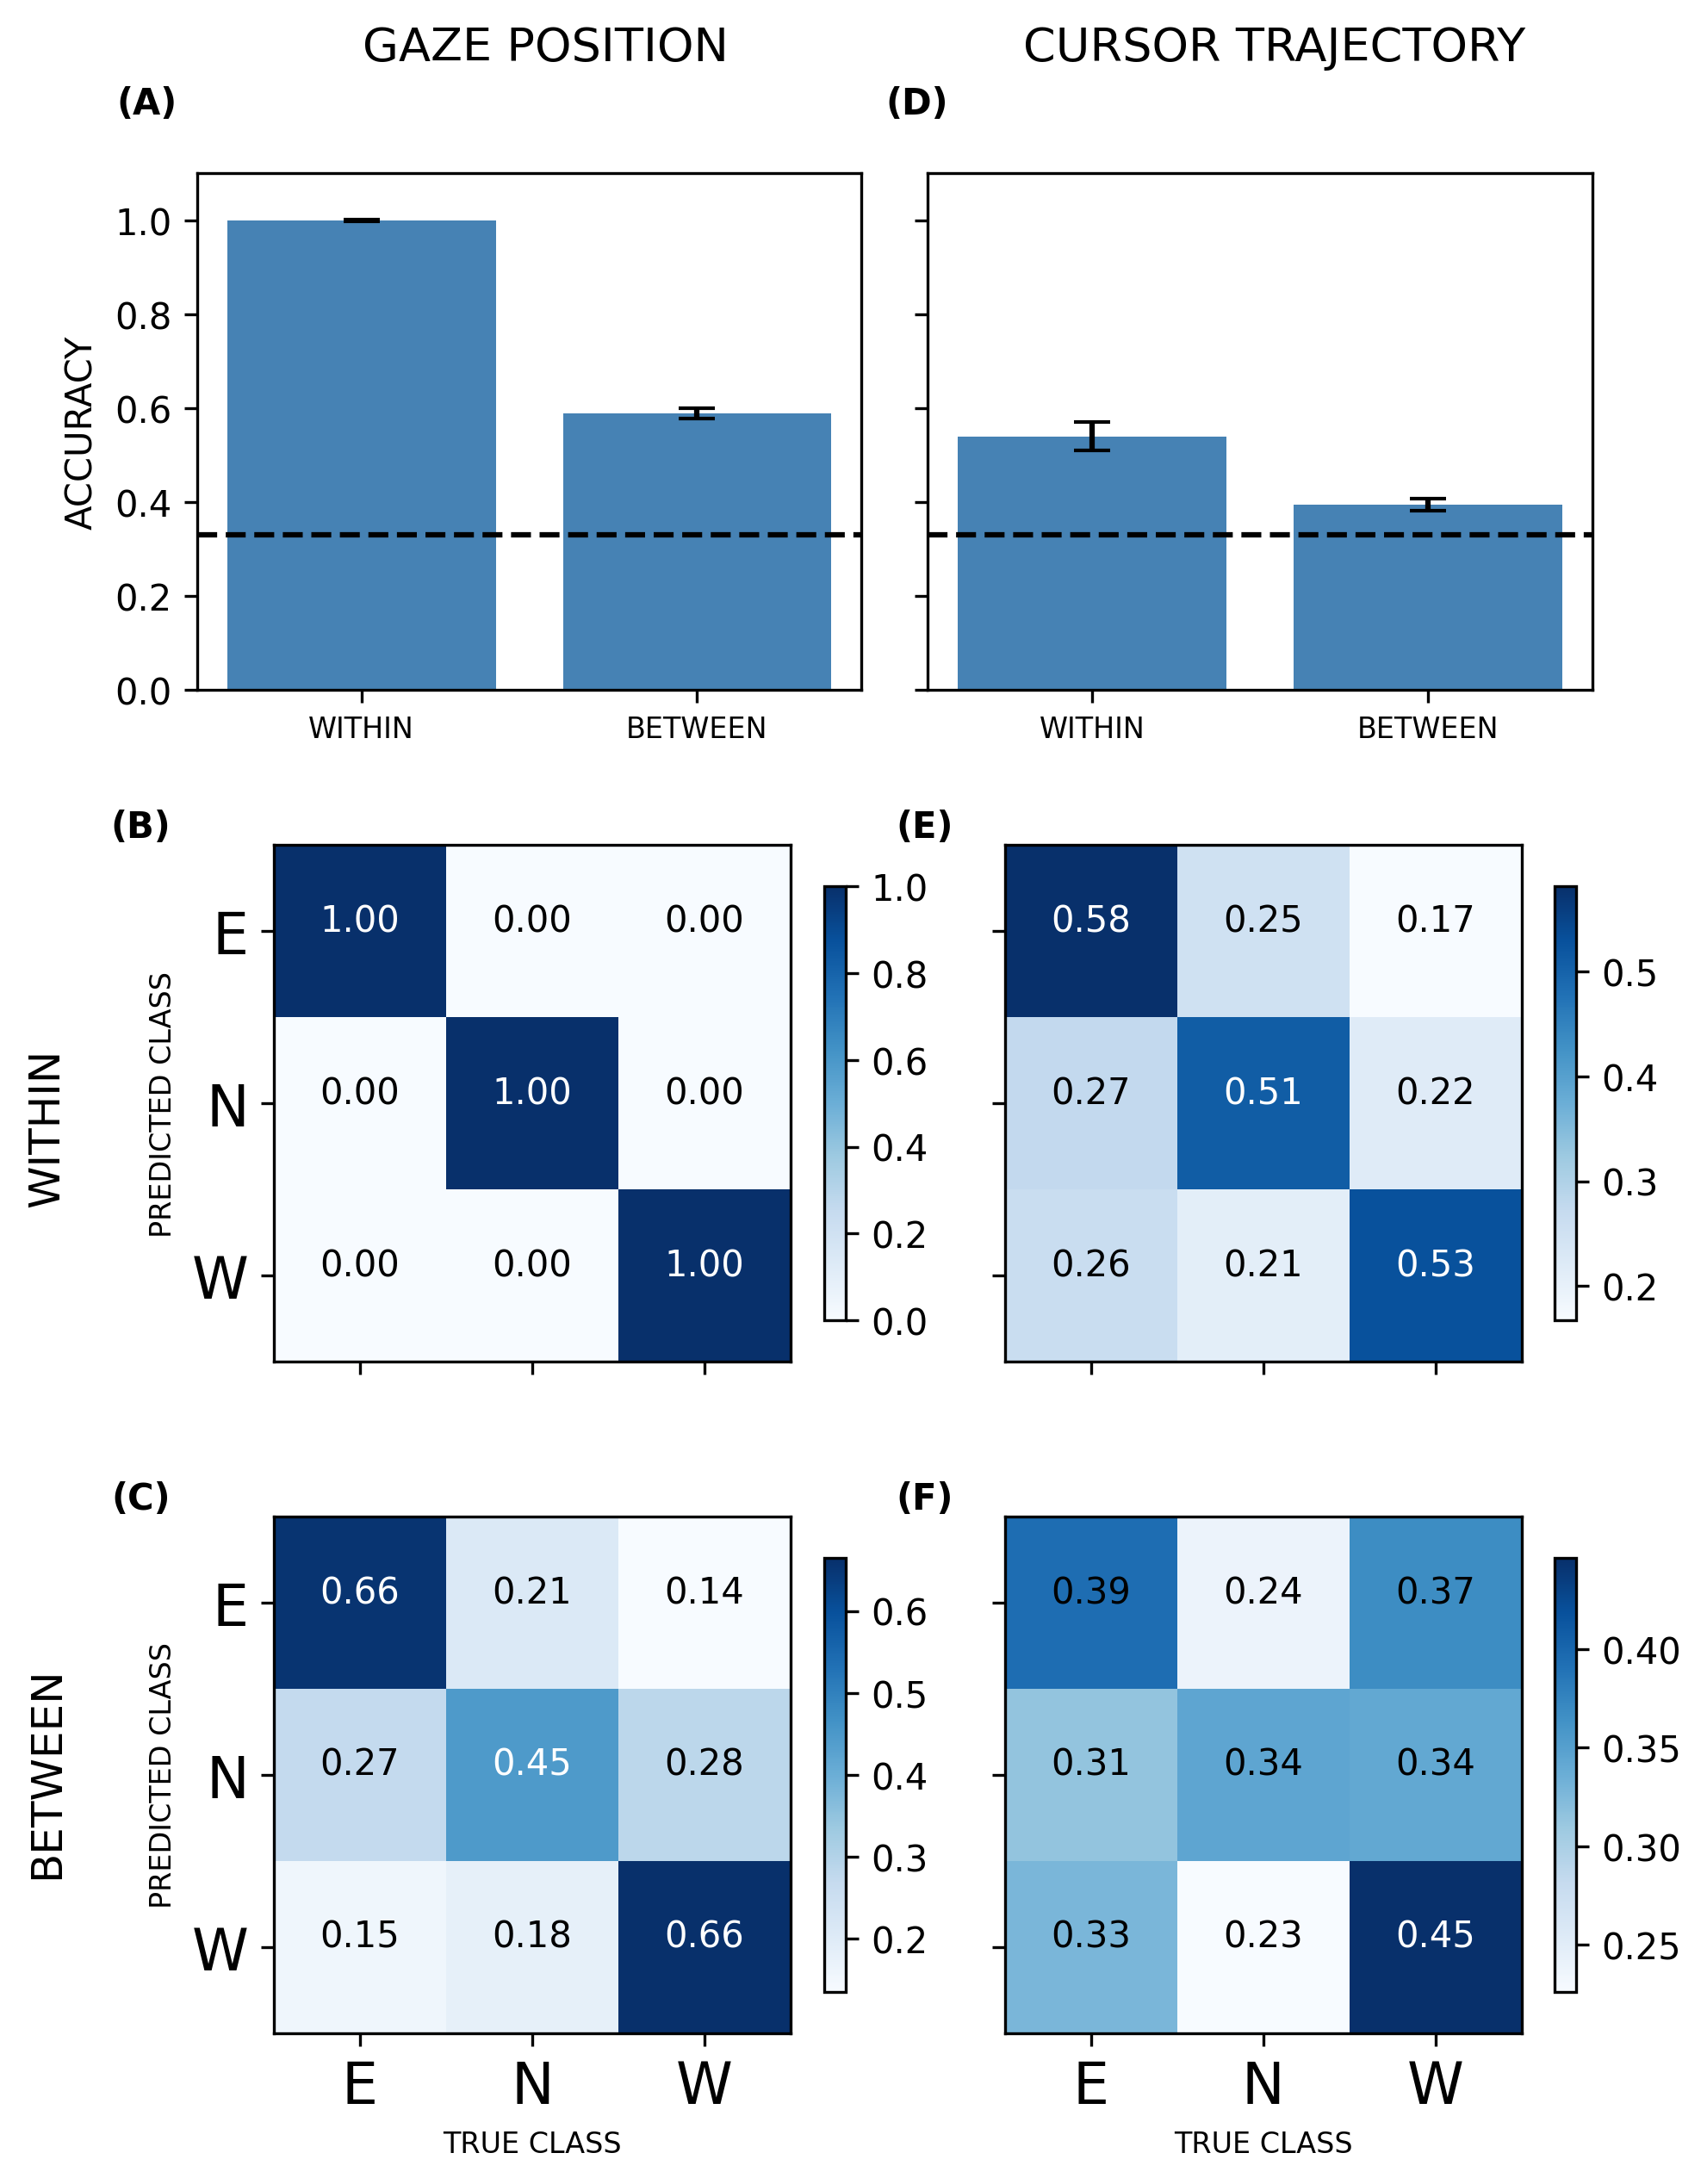 GAZE POSITION
CURSOR TRAJECTORY
(A)
(D)
ACCURACY
1.0
0.8
0.6
0.4
0.2
0.0
WITHIN
BETWEEN
WITHIN
BETWEEN
(B)
(E)
WITHIN
PREDICTED CLASS
E
N
W
1.00 0.00 0.00
0.00 1.00 0.00
0.00 0.00 1.00
1.0
0.8
0.6
0.4
0.2
0.0
0.58 0.25 0.17
0.27 0.51 0.22
0.26 0.21 0.53
0.5
0.4
0.3
0.2
(C)
(F)
BETWEEN
PREDICTED CLASS
E
N
W
0.66 0.21 0.14
0.27 0.45 0.28
0.15 0.18 0.66
0.6
0.5
0.4
0.3
0.2
E N W
TRUE CLASS
0.39 0.24 0.37
0.31 0.34 0.34
0.33 0.23 0.45
0.40
0.35
0.30
0.25
E N W
TRUE CLASS